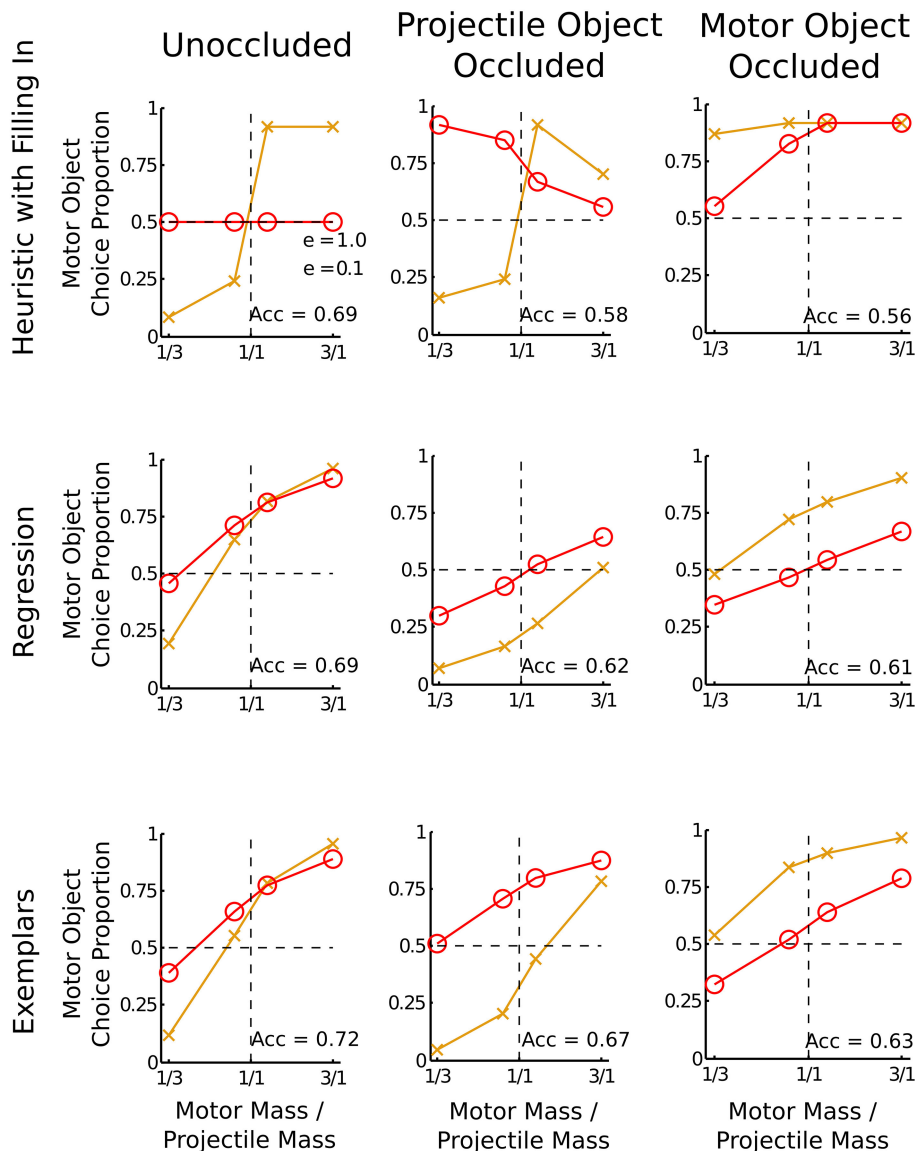 Unoccluded
Projectile Object
Occluded
Motor Object
Occluded
Heuristic with Filling In
Motor Object
Choice Proportion
1
0.75
0.5
0.25
0
1/3
1/1
3/1
e =1.0
e =0.1
Acc = 0.69
1
0.75
0.5
0.25
0
1/3
1/1
3/1
Acc = 0.58
1
0.75
0.5
0.25
0
1/3
1/1
3/1
Acc = 0.56
Regression
Motor Object
Choice Proportion
1
0.75
0.5
0.25
0
1/3
1/1
3/1
Acc = 0.69
1
0.75
0.5
0.25
0
1/3
1/1
3/1
Acc = 0.62
1
0.75
0.5
0.25
0
1/3
1/1
3/1
Acc = 0.61
Exemplars
Motor Object
Choice Proportion
1
0.75
0.5
0.25
0
1/3
1/1
3/1
Acc = 0.72
Motor Mass /
Projectile Mass
1
0.75
0.5
0.25
0
1/3
1/1
3/1
Acc = 0.67
Motor Mass /
Projectile Mass
1
0.75
0.5
0.25
0
1/3
1/1
3/1
Acc = 0.63
Motor Mass /
Projectile Mass